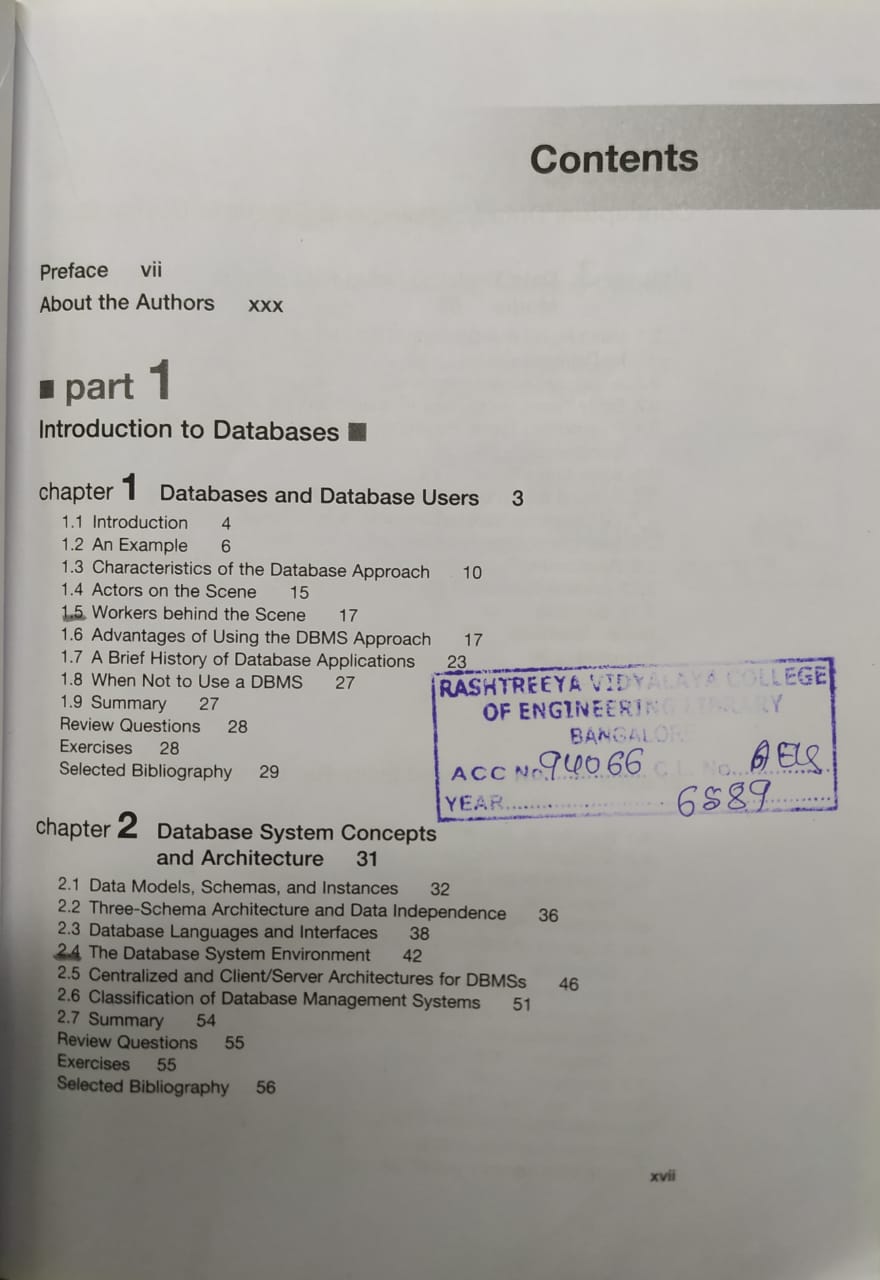 Contents
Preface vii
About the Authors xxx
■ part 1
Introduction to Databases ■
chapter 1 Databases and Database Users 3
1.1 Introduction 4
1.2 An Example 6
1.3 Characteristics of the Database Approach 10
1.4 Actors on the Scene 15
1.5 Workers behind the Scene 17
1.6 Advantages of Using the DBMS Approach 17
1.7 A Brief History of Database Applications 23
1.8 When Not to Use a DBMS 27
1.9 Summary 27
Review Questions 28
Exercises 28
Selected Bibliography 29
RASHTREEYA VIDYALAYA COLLEGE
OF ENGINEERING LIBRARY
BANGALORE
ACC No. 94066 C.L. No...
YEAR.......... 6889
chapter 2 Database System Concepts
and Architecture 31
2.1 Data Models, Schemas, and Instances 32
2.2 Three-Schema Architecture and Data Independence 36
2.3 Database Languages and Interfaces 38
2.4 The Database System Environment 42
2.5 Centralized and Client/Server Architectures for DBMSs 46
2.6 Classification of Database Management Systems 51
2.7 Summary 54
Review Questions 55
Exercises 55
Selected Bibliography 56
xvii